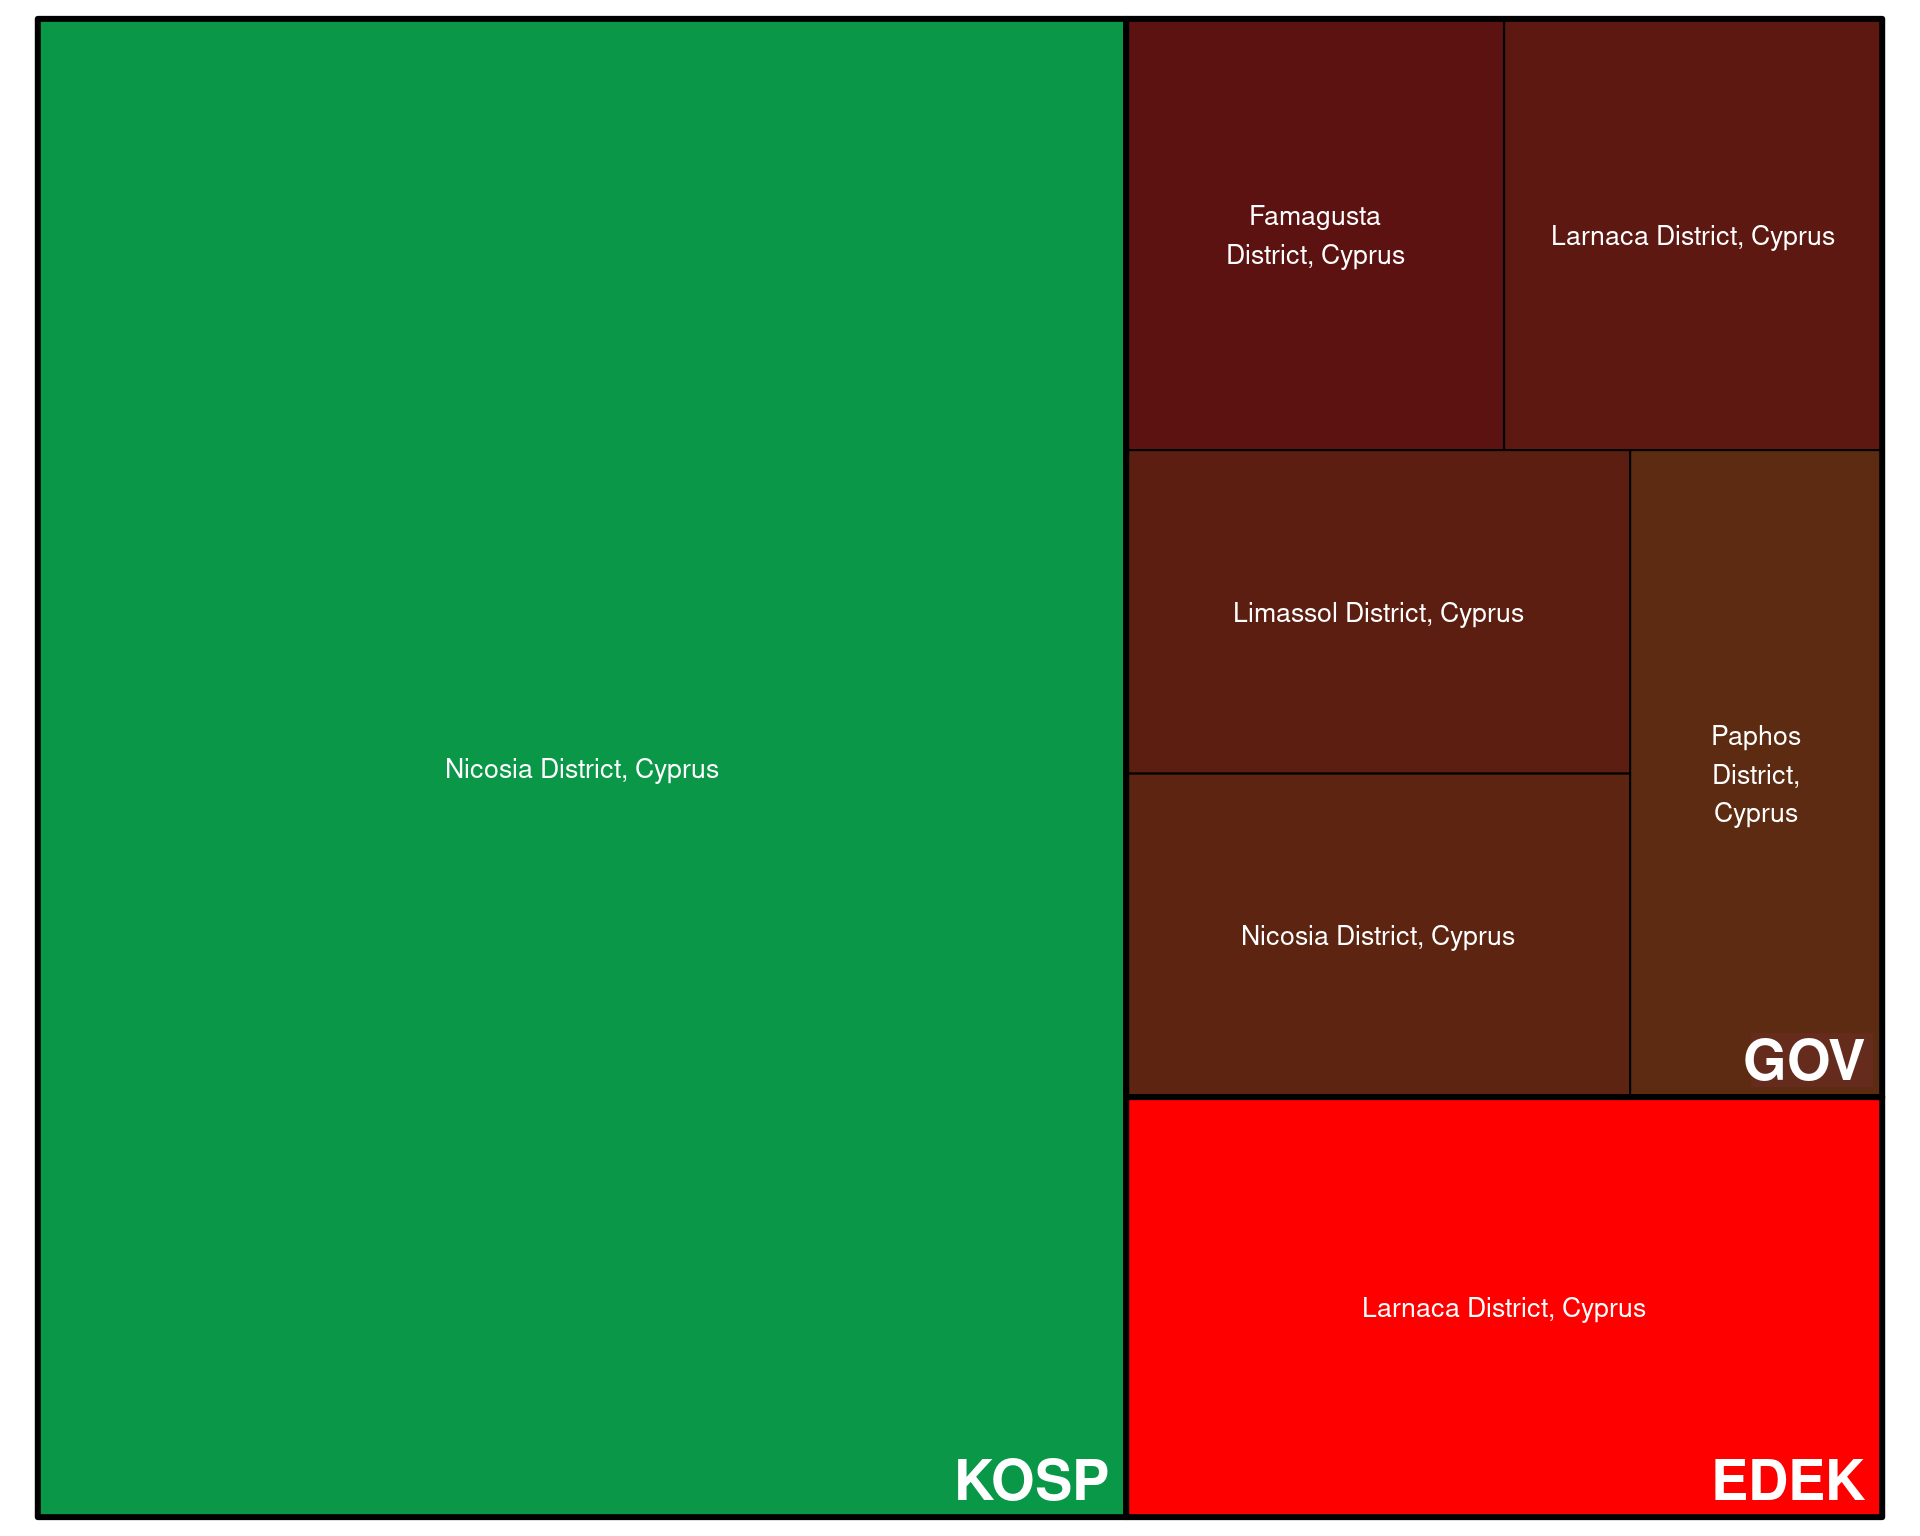 Nicosia District, Cyprus
KOSP
Famagusta
District, Cyprus
Larnaca District, Cyprus
Limassol District, Cyprus
Nicosia District, Cyprus
Paphos
District,
Cyprus
GOV
Larnaca District, Cyprus
EDEK